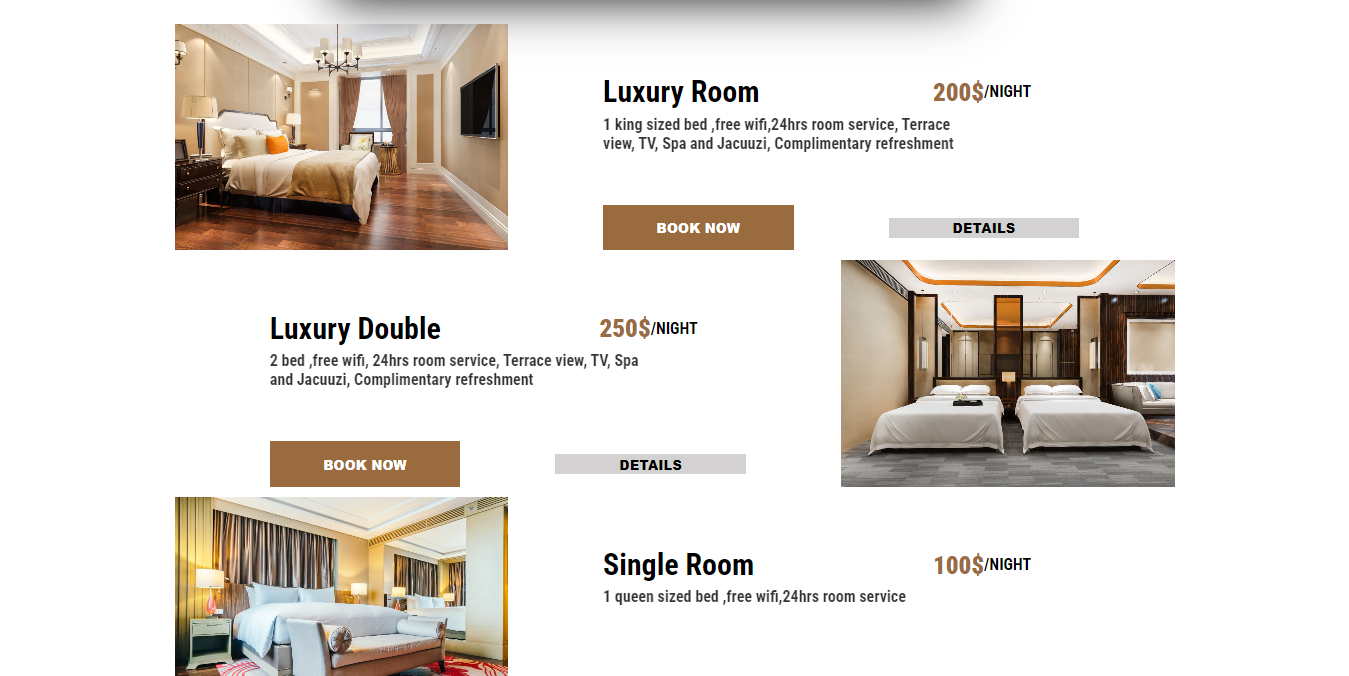 Luxury Room 200$/NIGHT
1 king sized bed ,free wifi,24hrs room service, Terrace
view, TV, Spa and Jacuuzi, Complimentary refreshment
BOOK NOW DETAILS
Luxury Double 250$/NIGHT
2 bed ,free wifi, 24hrs room service, Terrace view, TV, Spa
and Jacuuzi, Complimentary refreshment
BOOK NOW DETAILS
Single Room 100$/NIGHT
1 queen sized bed ,free wifi,24hrs room service